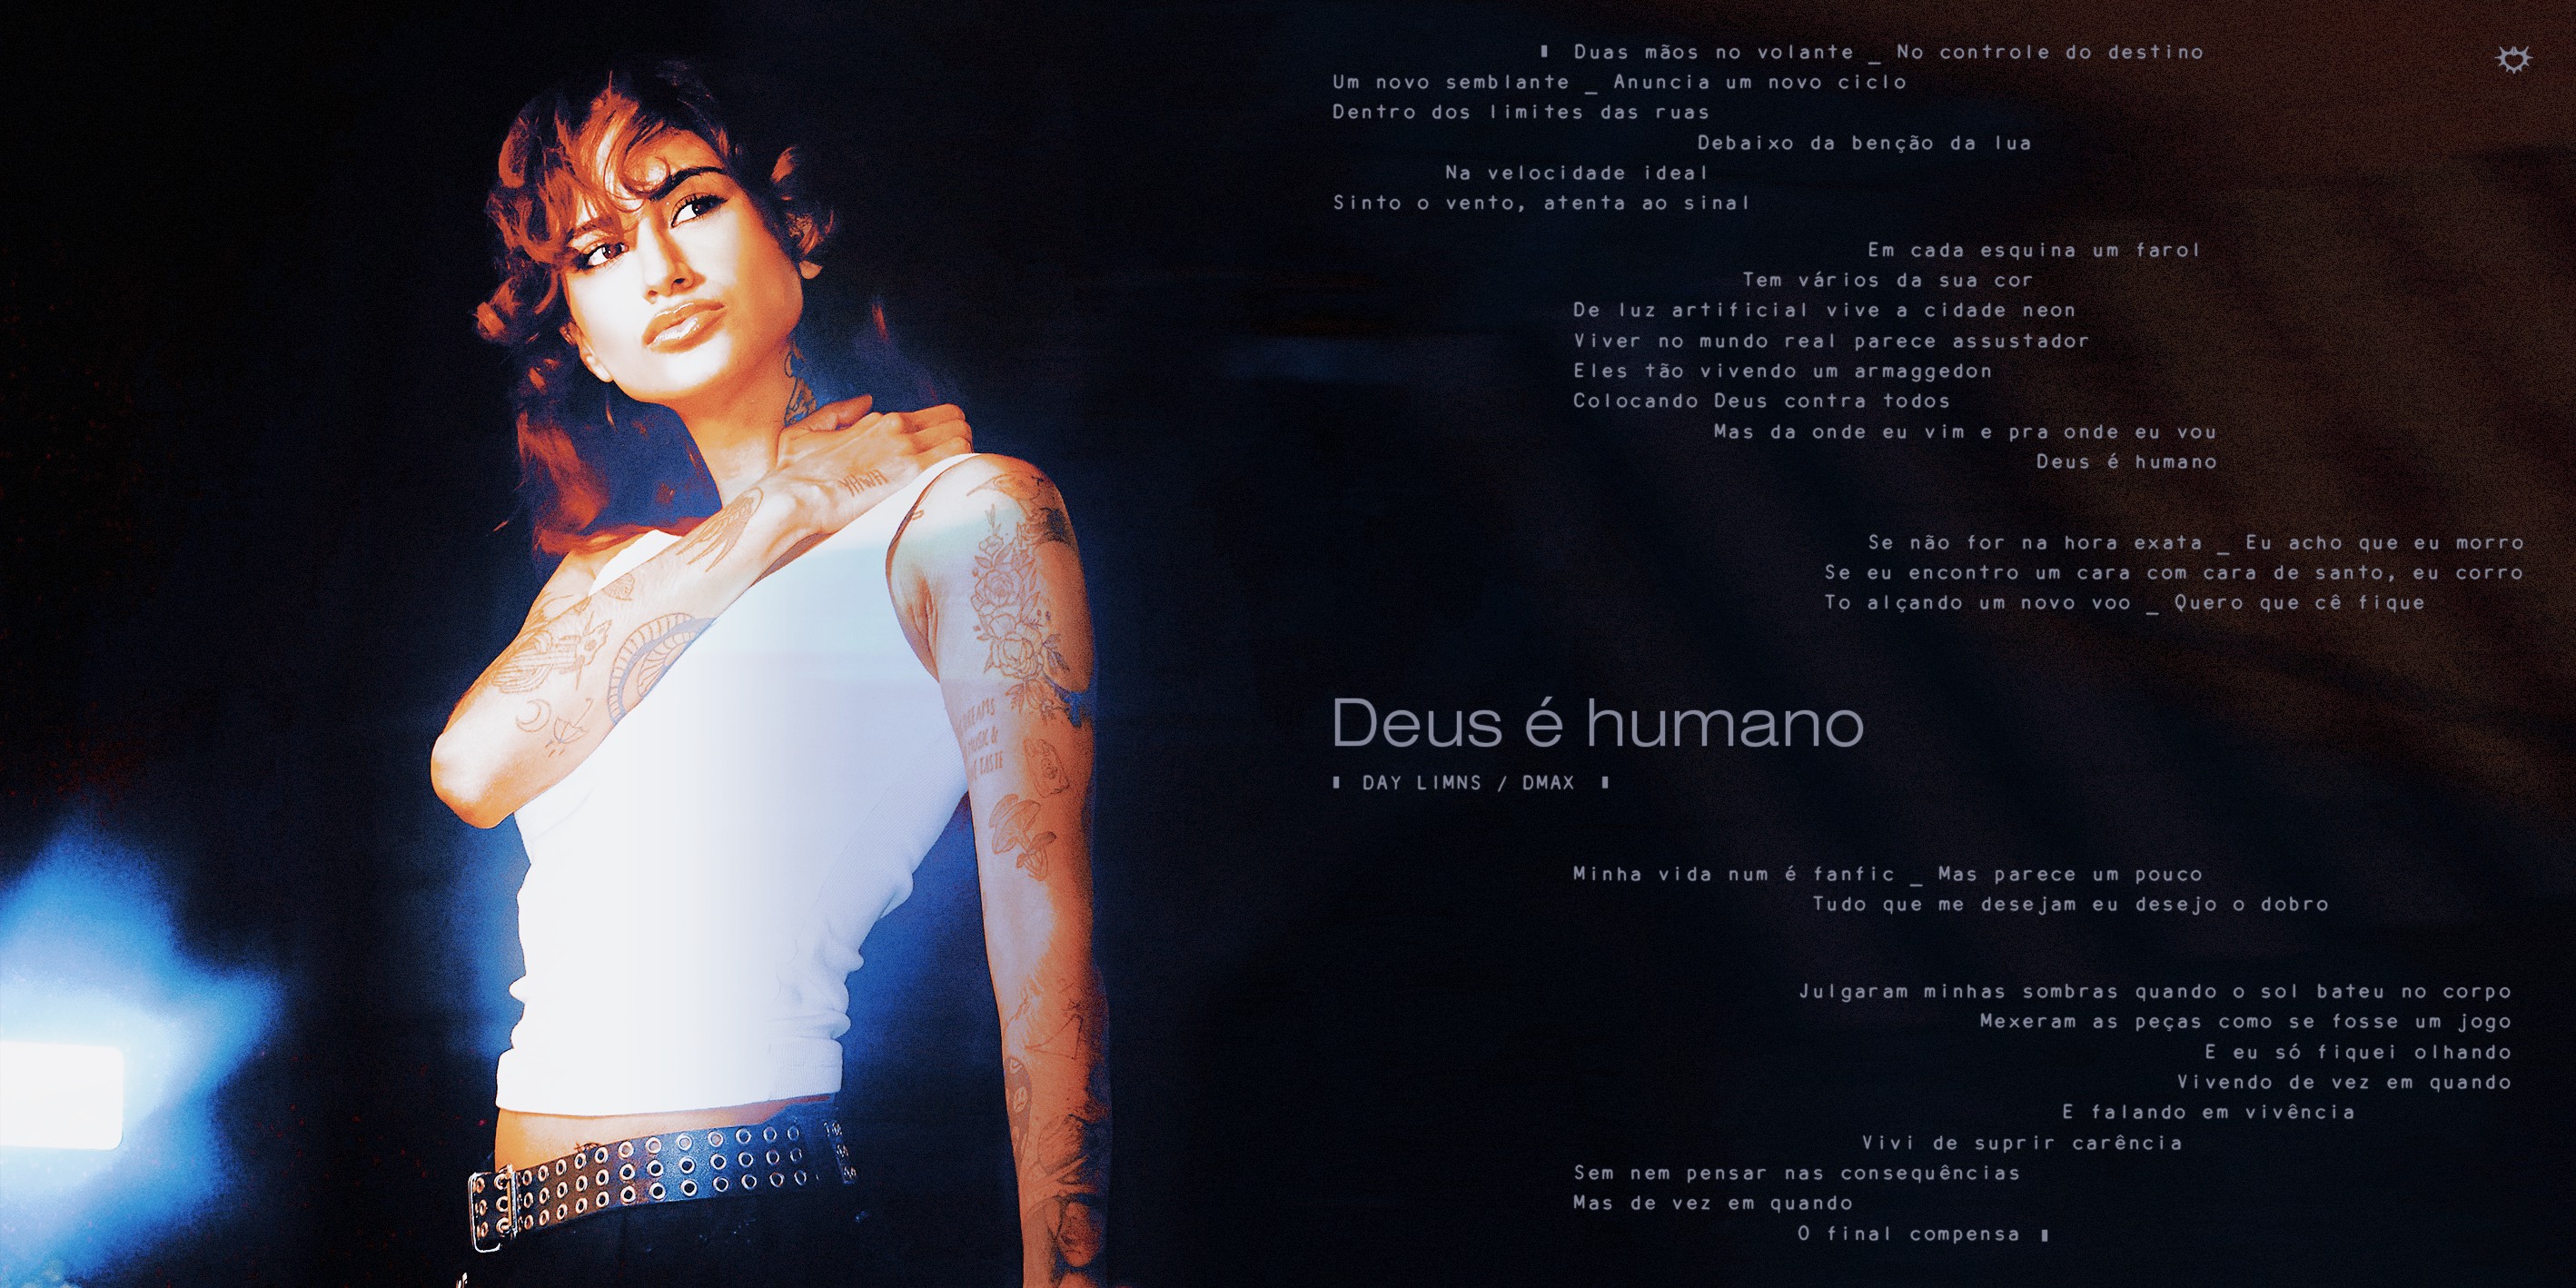 Duas mãos no volante _ No controle do destino
Um novo semblante _ Anuncia um novo ciclo
Dentro dos limites das ruas
Debaixo da benção da lua
Na velocidade ideal
Sinto o vento, atenta ao sinal
Em cada esquina um farol
Tem vários da sua cor
De luz artificial vive a cidade neon
Viver no mundo real parece assustador
Eles tão vivendo um armaggedon
Colocando Deus contra todos
Mas da onde eu vim e pra onde eu vou
Deus é humano
Se não for na hora exata _ Eu acho que eu morro
Se eu encontro um cara com cara de santo, eu corro
To alçando um novo voo _ Quero que cê fique
Deus é humano
DAY LIMNS / DMAX
Minha vida num é fanfic _ Mas parece um pouco
Tudo que me desejam eu desejo o dobro
Julgaram minhas sombras quando o sol bateu no corpo
Mexeram as peças como se fosse um jogo
E eu só fiquei olhando
Vivendo de vez em quando
E falando em vivência
Vivi de suprir carência
Sem nem pensar nas consequências
Mas de vez em quando
O final compensa
YHWH
DREAMS
&
TASTE